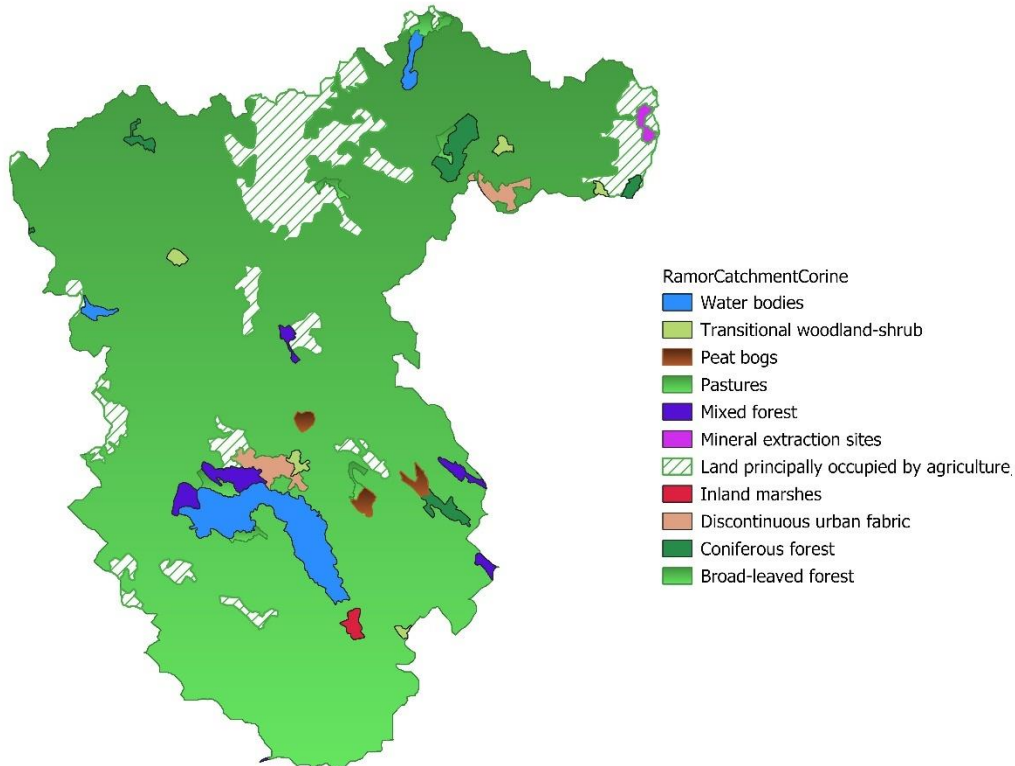 RamorCatchmentCorine
Water bodies
Transitional woodland-shrub
Peat bogs
Pastures
Mixed forest
Mineral extraction sites
Land principally occupied by agriculture,
Inland marshes
Discontinuous urban fabric
Coniferous forest
Broad-leaved forest